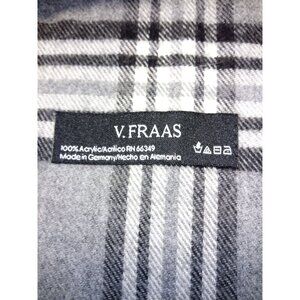 V.FRAAS
100% Acrylic/Acrilico RN 66349
Made in Germany/Hecho en Alemania